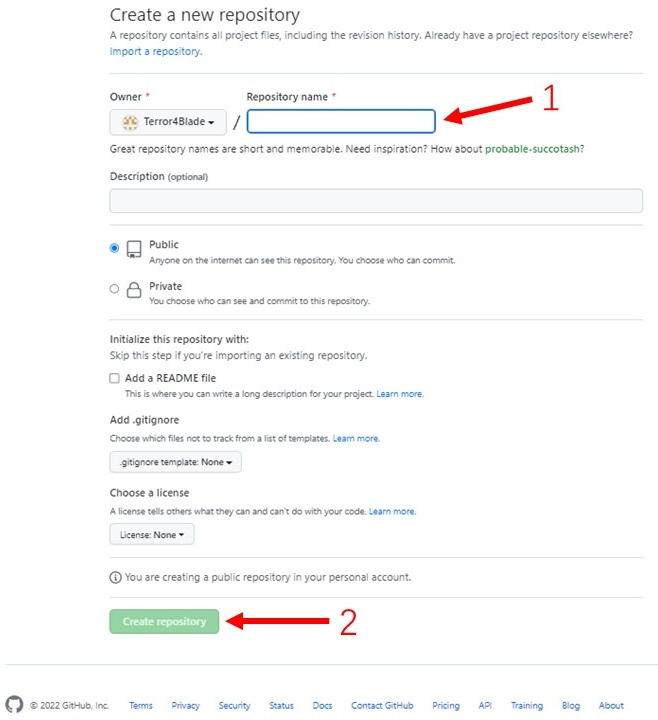 Create a new repository
A repository contains all project files, including the revision history. Already have a project repository elsewhere?
Import a repository.
Owner * Repository name *
Terror4Blade / 1
Great repository names are short and memorable. Need inspiration? How about probable-succotash?
Description (optional)
Public
Anyone on the internet can see this repository. You choose who can commit.
Private
You choose who can see and commit to this repository.
Initialize this repository with:
Skip this step if you're importing an existing repository.
Add a README file
This is where you can write a long description for your project. Learn more.
Add .gitignore
Choose which files not to track from a list of templates. Learn more.
.gitignore template: None
Choose a license
A license tells others what they can and can't do with your code. Learn more.
License: None
You are creating a public repository in your personal account.
Create repository 2
© 2022 GitHub, Inc. Terms Privacy Security Status Docs Contact GitHub Pricing API Training Blog About